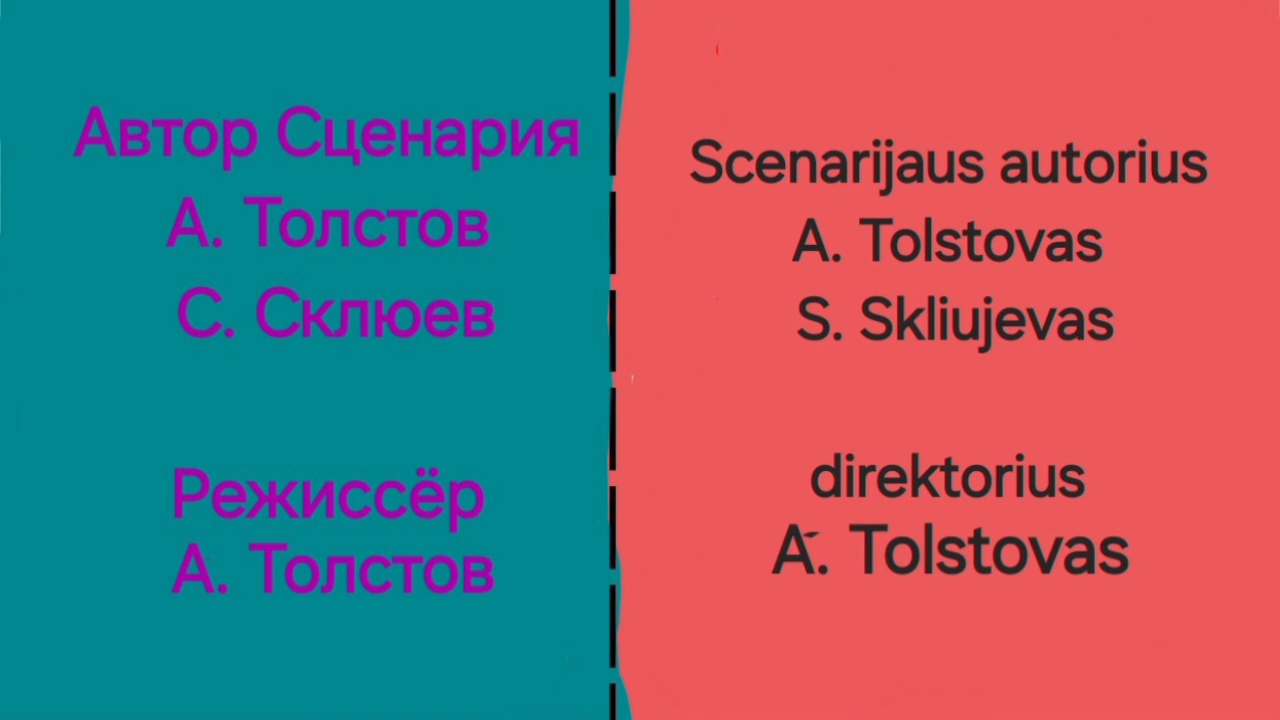 Автор Сценария
А. Толстов
С. Склюев
Режиссёр
А. Толстов
Scenarijaus autorius
A. Tolstovas
S. Skliujevas
direktorius
A. Tolstovas